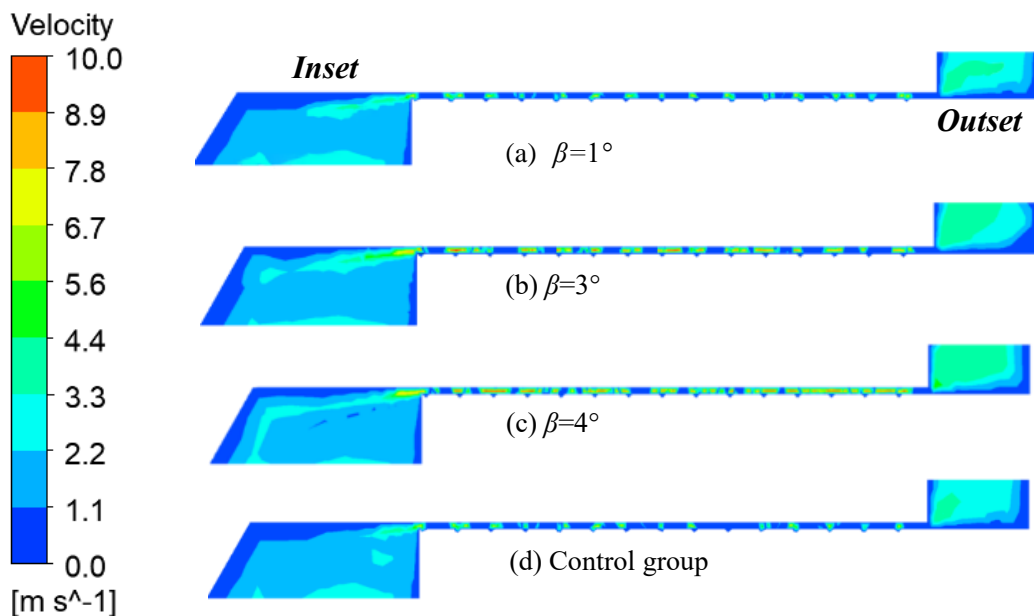 Velocity
10.0
8.9
7.8
6.7
5.6
4.4
3.3
2.2
1.1
0.0
[m s^-1]
Inset
Outset
(a) β=1°
(b) β=3°
(c) β=4°
(d) Control group